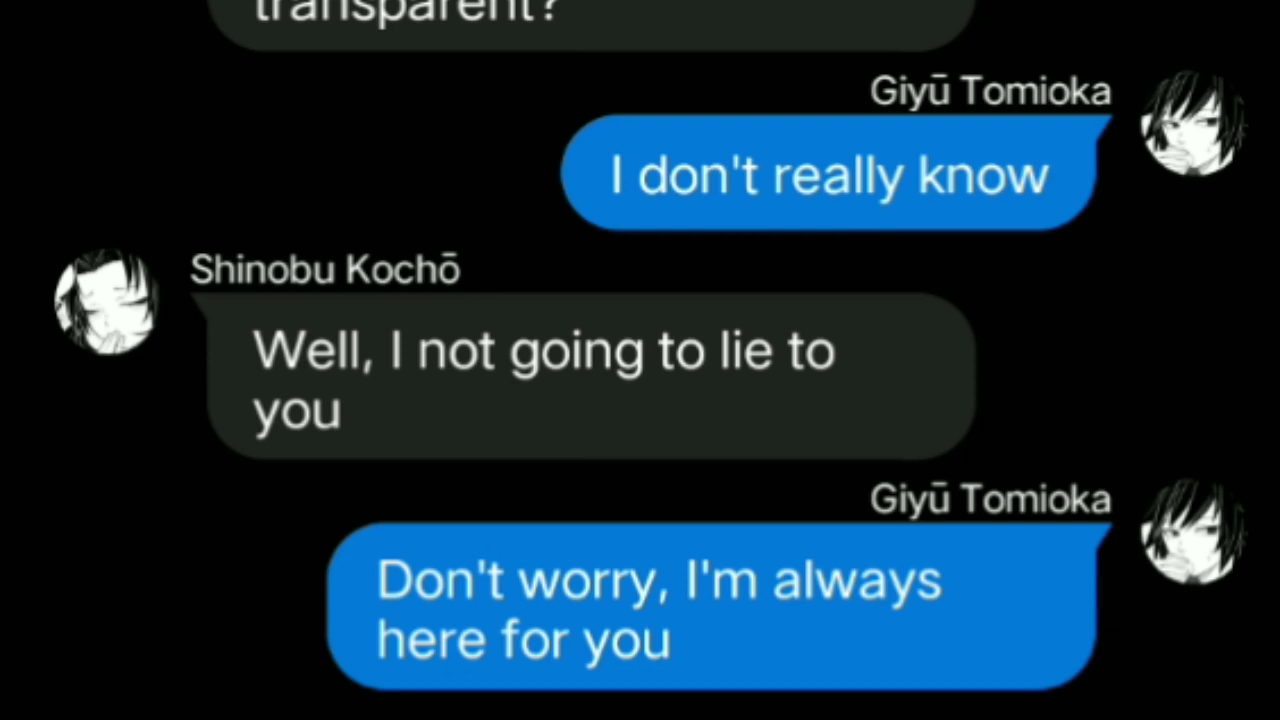 transparent?
Giyū Tomioka
I don't really know
Shinobu Kochō
Well, I not going to lie to
you
Giyū Tomioka
Don't worry, I'm always
here for you